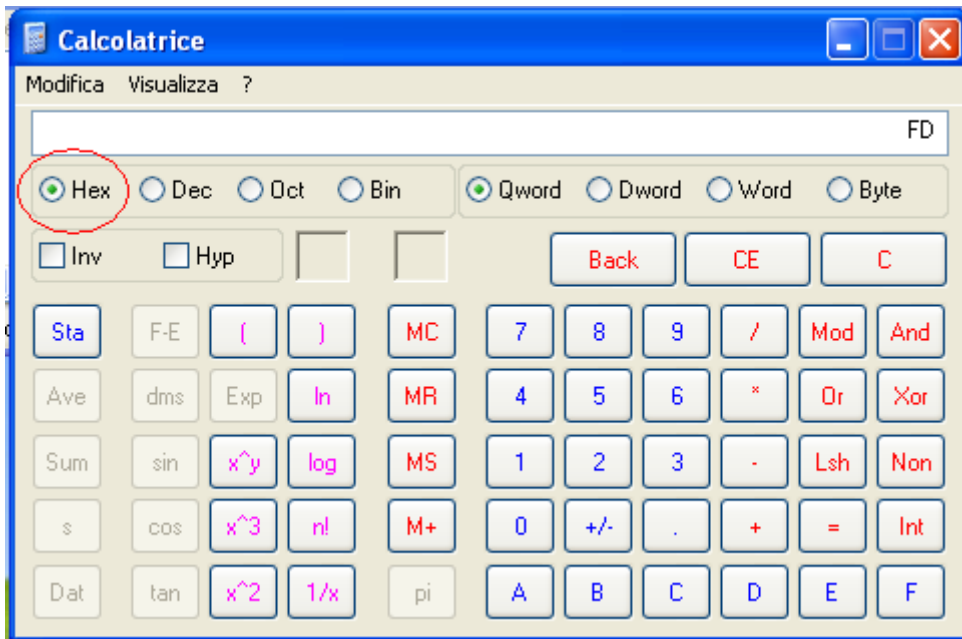 Calcolatrice
Modifica Visualizza ?
FD
Hex Dec Oct Bin Qword Dword Word Byte
Inv Hyp Back CE C
Sta F-E ( ) MC 7 8 9 / Mod And
Ave dms Exp ln MR 4 5 6 * Or Xor
Sum sin x^y log MS 1 2 3 - Lsh Non
s cos x^3 n! M+ 0 +/- . + = Int
Dat tan x^2 1/x pi A B C D E F